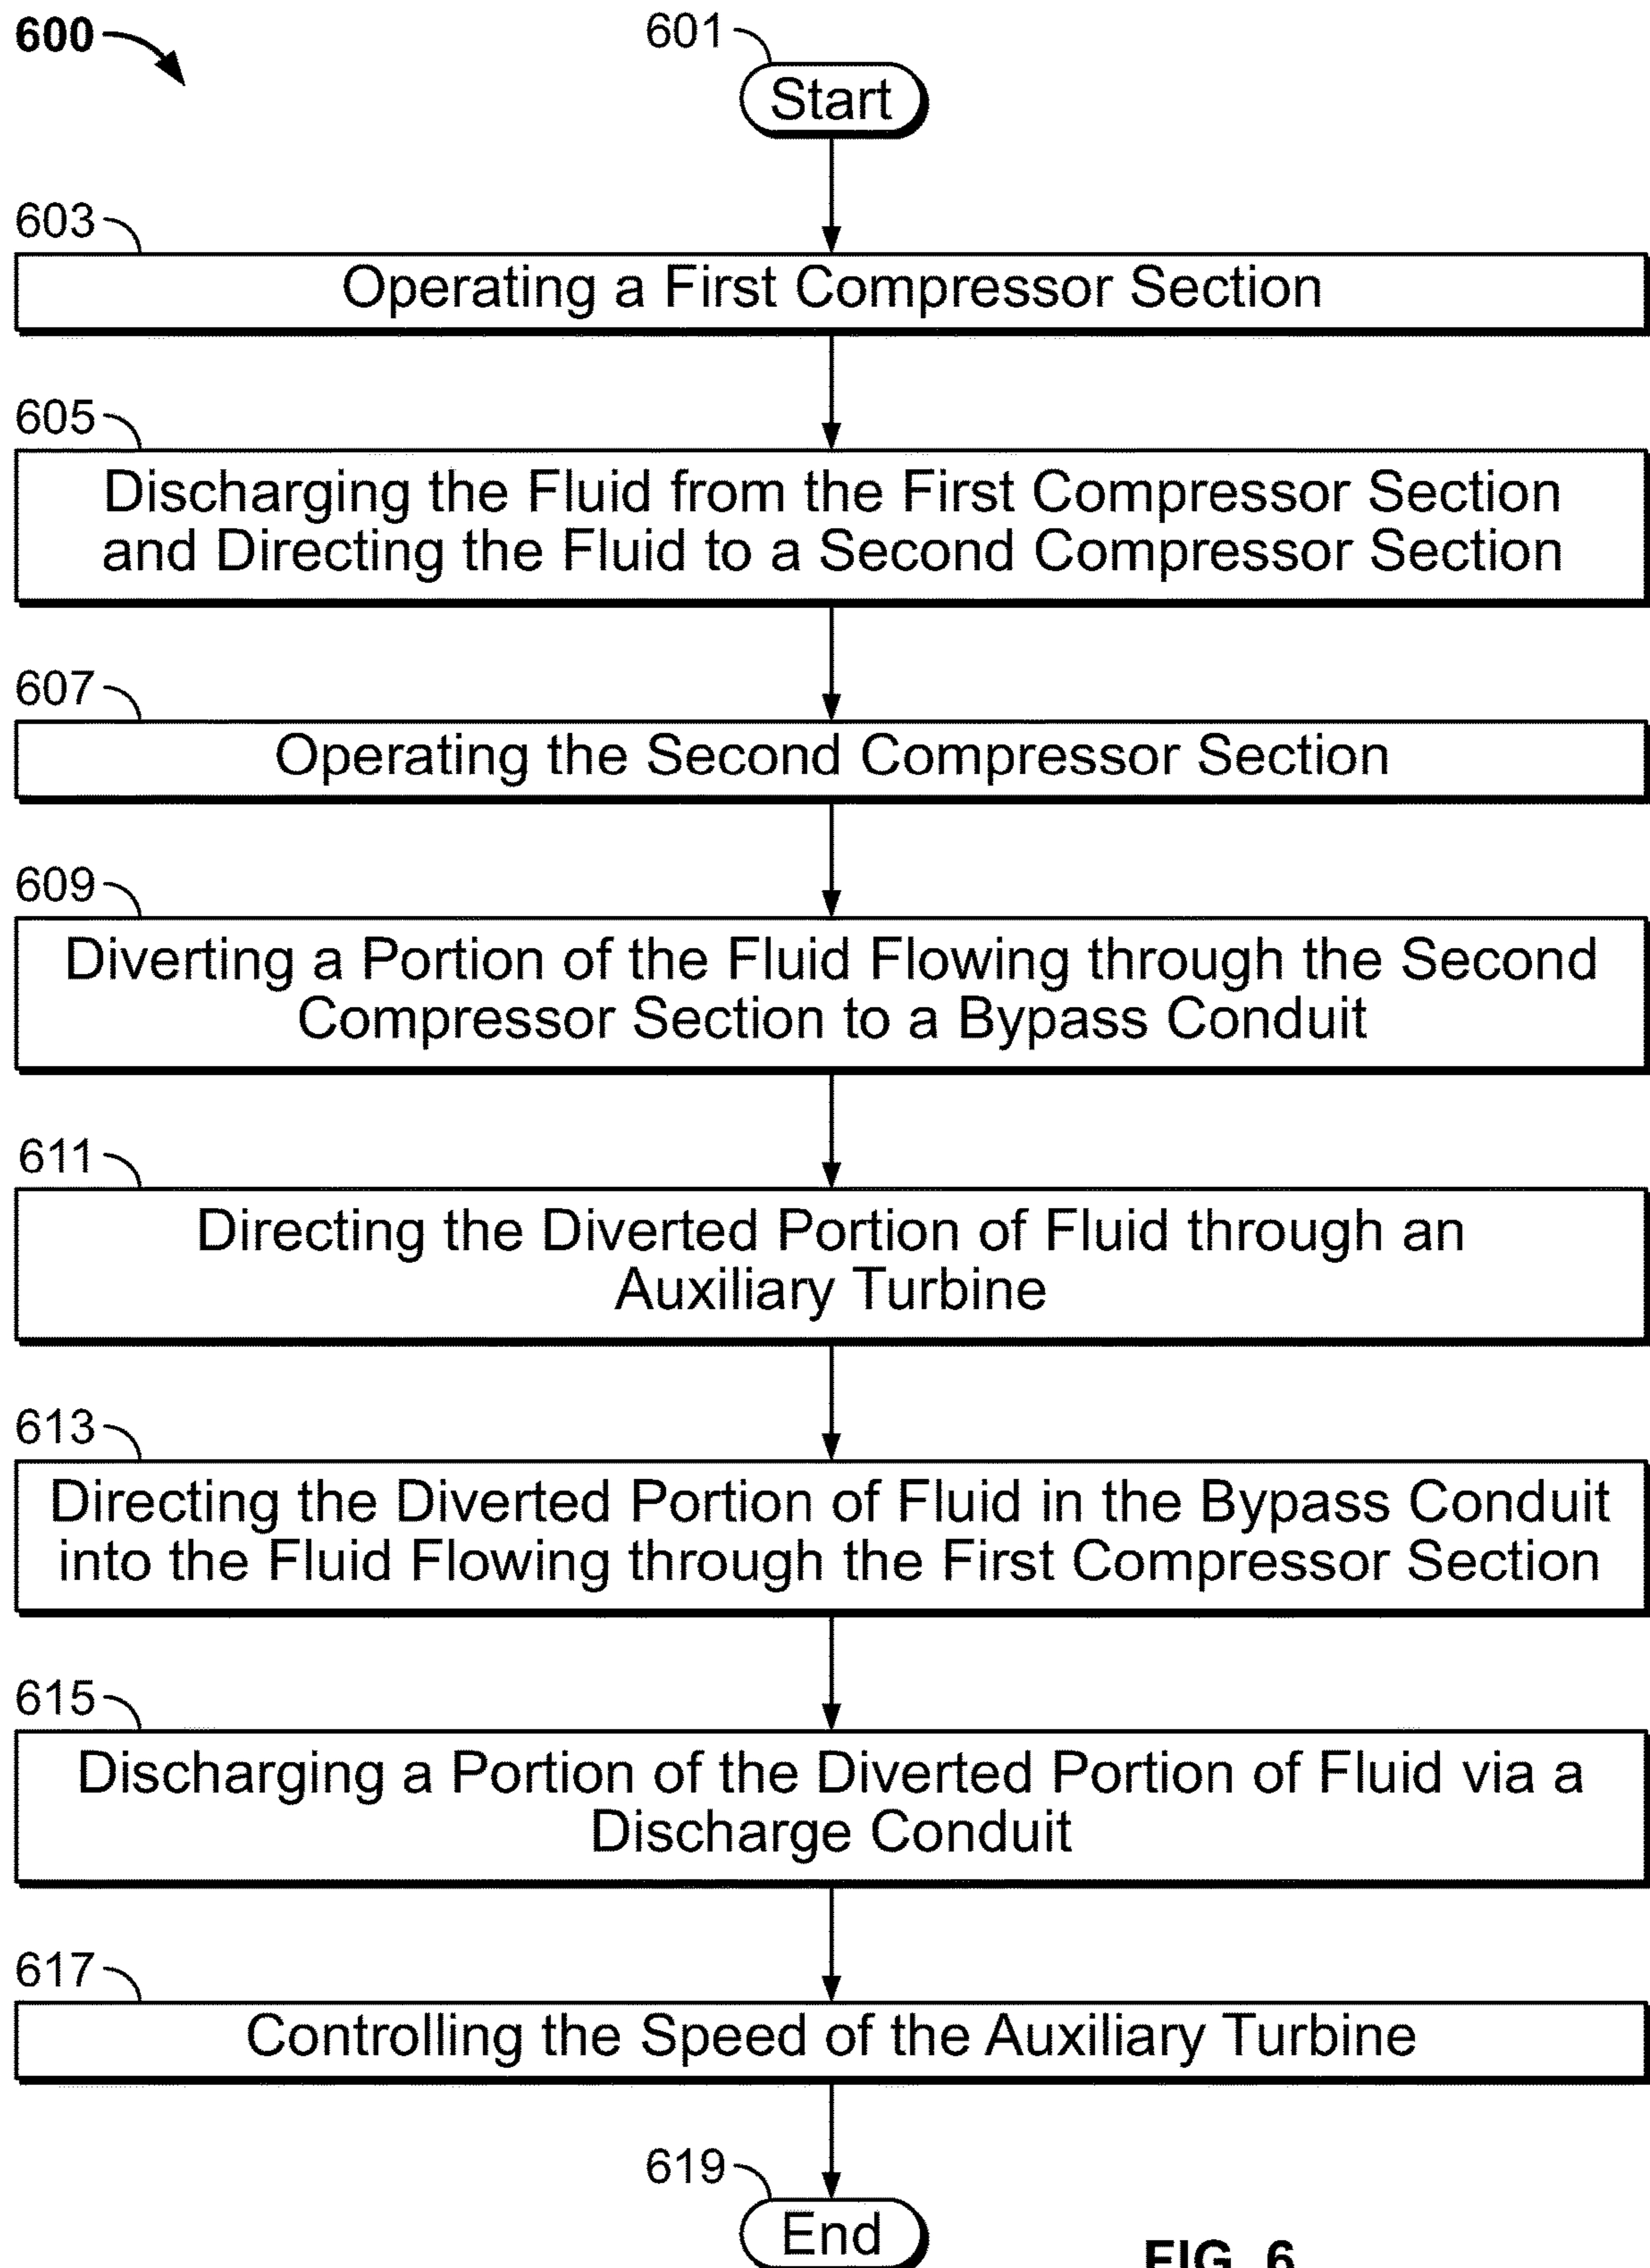 600
601
Start
603
Operating a First Compressor Section
605
Discharging the Fluid from the First Compressor Section
and Directing the Fluid to a Second Compressor Section
607
Operating the Second Compressor Section
609
Diverting a Portion of the Fluid Flowing through the Second
Compressor Section to a Bypass Conduit
611
Directing the Diverted Portion of Fluid through an
Auxiliary Turbine
613
Directing the Diverted Portion of Fluid in the Bypass Conduit
into the Fluid Flowing through the First Compressor Section
615
Discharging a Portion of the Diverted Portion of Fluid via a
Discharge Conduit
617
Controlling the Speed of the Auxiliary Turbine
619
End
FIG. 6